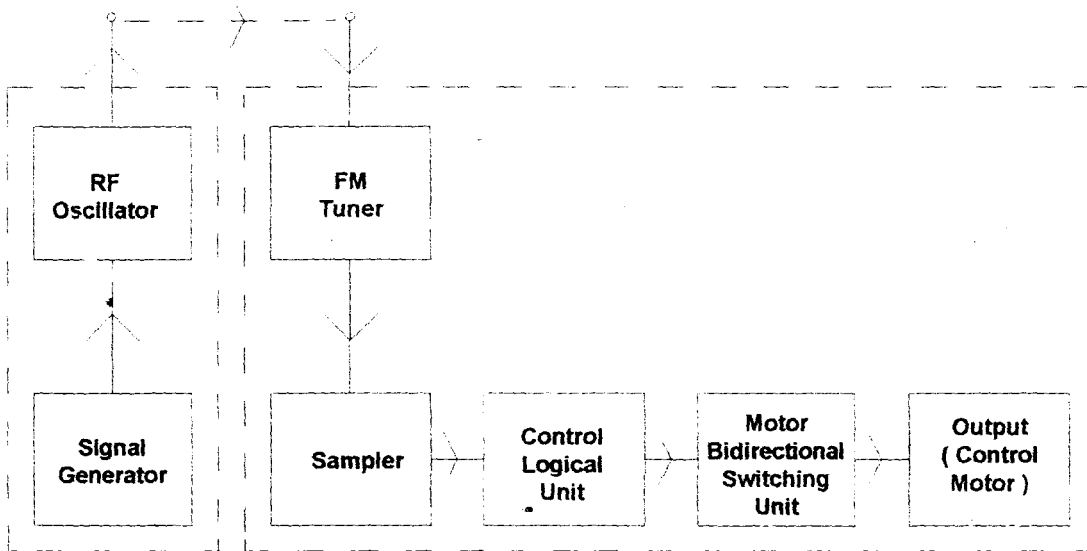 RF
Oscillator
FM
Tuner
Signal
Generator
Sampler
Control
Logical
Unit
Motor
Bidirectional
Switching
Unit
Output
( Control
Motor )